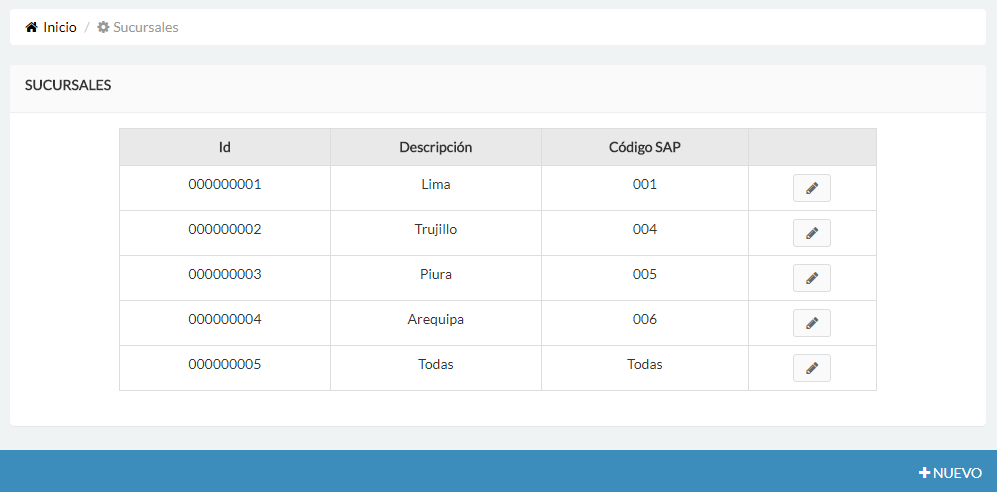 Inicio / Sucursales
SUCURSALES
Id Descripción Código SAP
000000001 Lima 001
000000002 Trujillo 004
000000003 Piura 005
000000004 Arequipa 006
000000005 Todas Todas
NUEVO